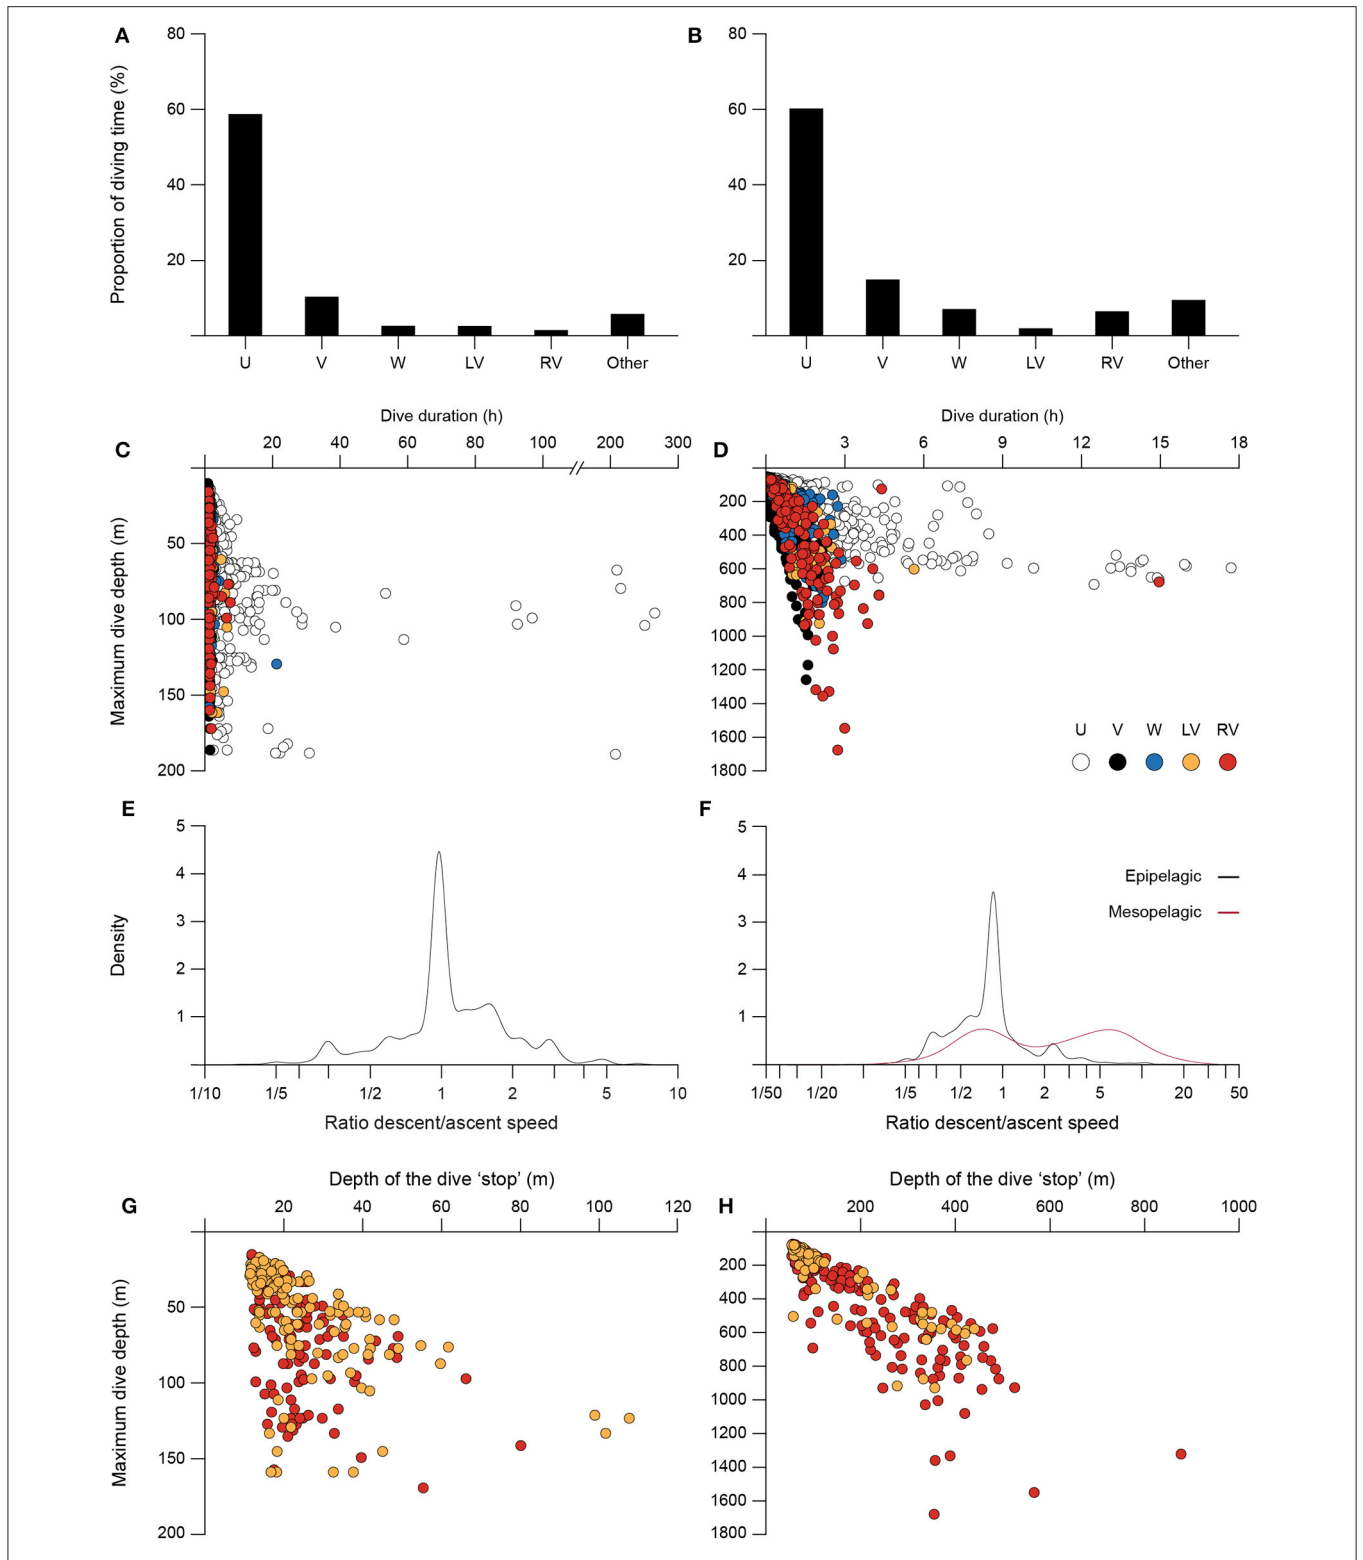 A
Proportion of diving time (%)
80
60
40
20
U V W LV RV Other
B
80
60
40
20
U V W LV RV Other
C
Dive duration (h)
20 40 60 80 100 200 300
Maximum dive depth (m)
50
100
150
200
D
Dive duration (h)
3 6 9 12 15 18
200
400
600
800
1000
1200
1400
1600
1800
U V W LV RV
E
Density
5
4
3
2
1
1/10 1/5 1/2 1 2 5 10
Ratio descent/ascent speed
F
5
4
3
2
1
Epipelagic
Mesopelagic
1/50 1/20 1/5 1/2 1 2 5 20 50
Ratio descent/ascent speed
G
Depth of the dive ‘stop’ (m)
20 40 60 80 100 120
Maximum dive depth (m)
50
100
150
200
H
Depth of the dive ‘stop’ (m)
200 400 600 800 1000
200
400
600
800
1000
1200
1400
1600
1800